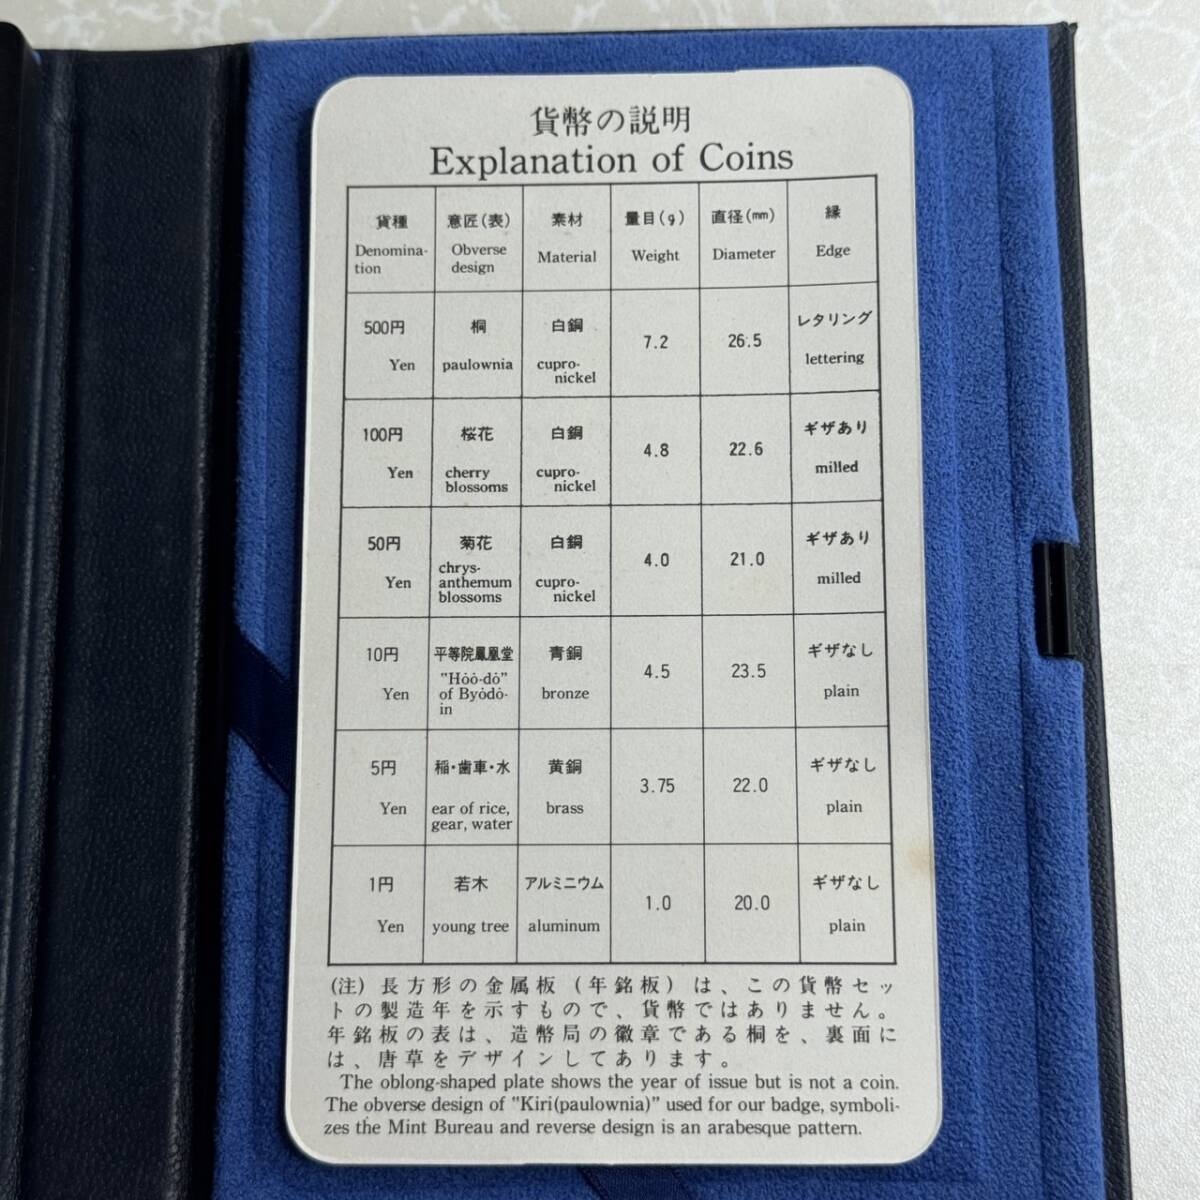 貨幣の説明
Explanation of Coins
貨種 意匠(表) 素材 量目(g) 直径(mm) 縁
Denomina-
tion
Obverse
design
Material Weight Diameter Edge
500円 桐 白銅 7.2 26.5 レタリング
Yen paulownia cupro-
nickel
lettering
100円 桜花 白銅 4.8 22.6 ギザあり
Yen cherry
blossoms
cupro-
nickel
milled
50円 菊花 白銅 4.0 21.0 ギザあり
Yen chrys-
anthemum
blossoms
cupro-
nickel
milled
10円 平等院鳳凰堂 青銅 4.5 23.5 ギザなし
Yen "Hóó-dó"
of Byódó-
in
bronze plain
5円 稲・歯車・水 黄銅 3.75 22.0 ギザなし
Yen ear of rice,
gear, water
brass plain
1円 若木 アルミニウム 1.0 20.0 ギザなし
Yen young tree aluminum plain
(注)長方形の金属板(年銘板)は、この貨幣セッ
トの製造年を示すもので、貨幣ではありません。
年銘板の表は、造幣局の徽章である桐を、裏面に
は、唐草をデザインしてあります。
The oblong-shaped plate shows the year of issue but is not a coin.
The obverse design of "Kiri(paulownia)" used for our badge, symboli-
zes the Mint Bureau and reverse design is an arabesque pattern.